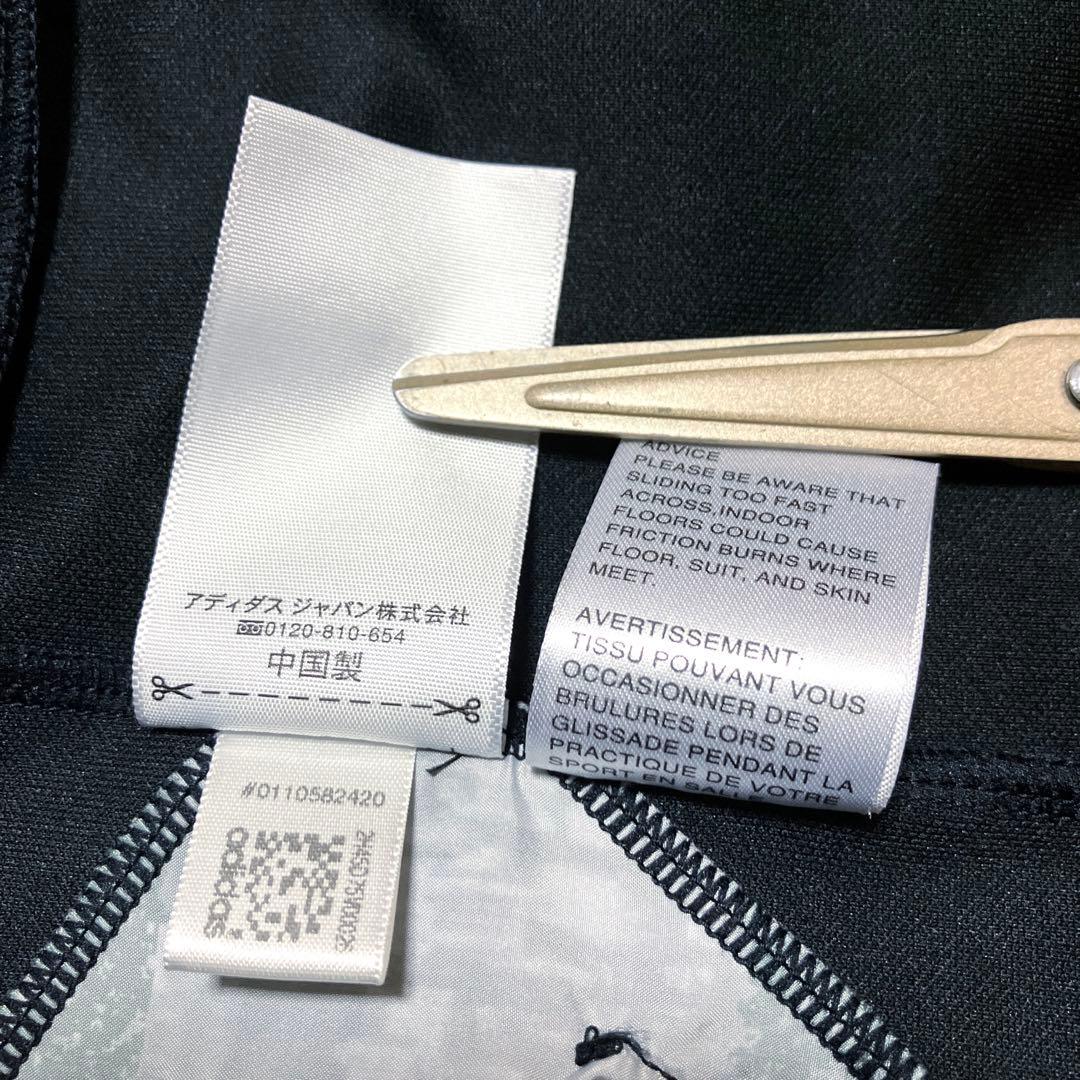 アディダス ジャパン株式会社
0120-810-654
中国製
#0110582420
adidas
ADVICE
PLEASE BE AWARE THAT
SLIDING TOO FAST
ACROSS,INDOOR
FLOORS COULD CAUSE
FRICTION BURNS WHERE
FLOOR, SUIT, AND SKIN
MEET.
AVERTISSEMENT:
TISSU POUVANT VOUS
OCCASIONNER DES
BRULURES LORS DE
GLISSADE PENDANT LA
PRACTIQUE DE VOTRE
SPORT EN SALLE